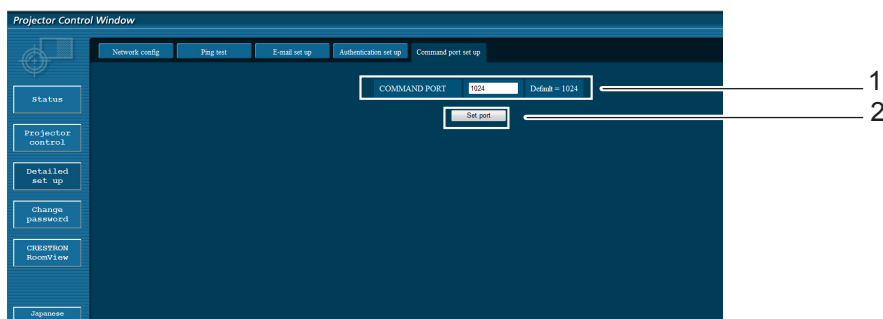 Projector Control Window
Network config Ping test E-mail set up Authentication set up Command port set up
COMMAND PORT 1024 Default = 1024 1
Set port 2
Status
Projector
control
Detailed
set up
Change
password
CRESTRON
RoomView
Japanese